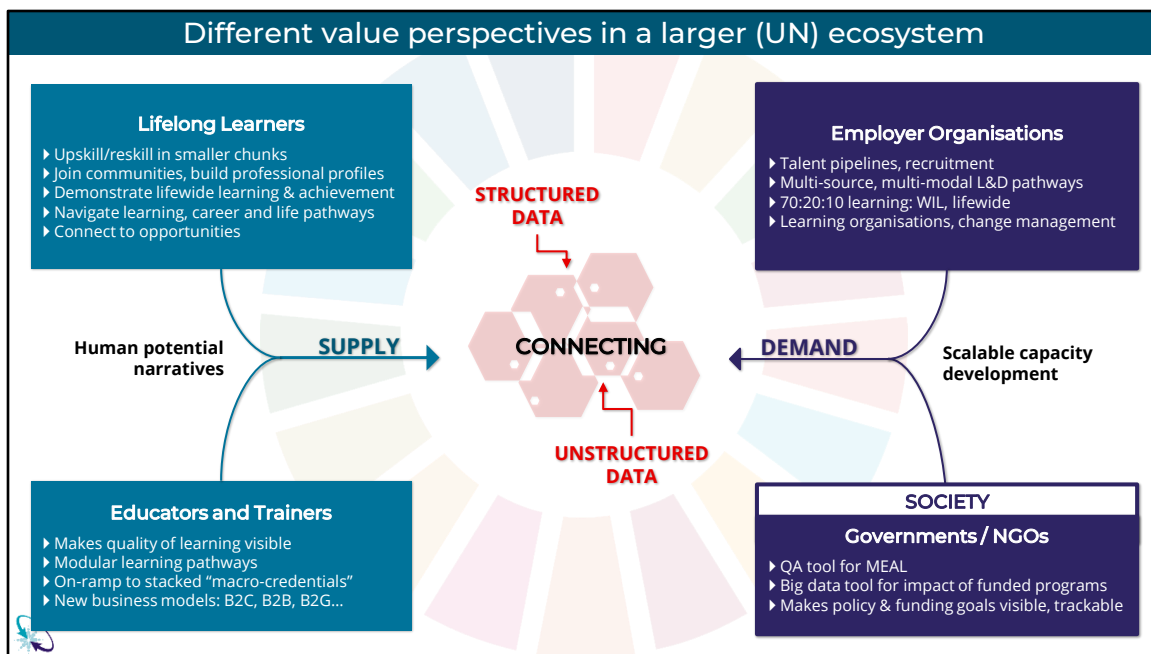 Different value perspectives in a larger (UN) ecosystem
Lifelong Learners
Upskill/reskill in smaller chunks
Join communities, build professional profiles
Demonstrate lifewide learning & achievement
Navigate learning, career and life pathways
Connect to opportunities
Employer Organisations
Talent pipelines, recruitment
Multi-source, multi-modal L&D pathways
70:20:10 learning: WIL, lifewide
Learning organisations, change management
STRUCTURED
DATA
Human potential
narratives
SUPPLY
CONNECTING
DEMAND
Scalable capacity
development
UNSTRUCTURED
DATA
Educators and Trainers
Makes quality of learning visible
Modular learning pathways
On-ramp to stacked “macro-credentials”
New business models: B2C, B2B, B2G...
SOCIETY
Governments / NGOs
QA tool for MEAL
Big data tool for impact of funded programs
Makes policy & funding goals visible, trackable